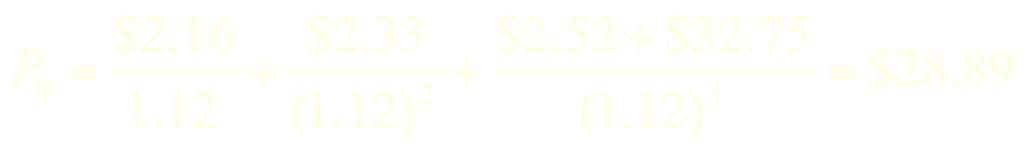 P₀ = $2.16/1.12 + $2.33/(1.12)² + ($2.52 + $32.75)/(1.12)³ = $28.89